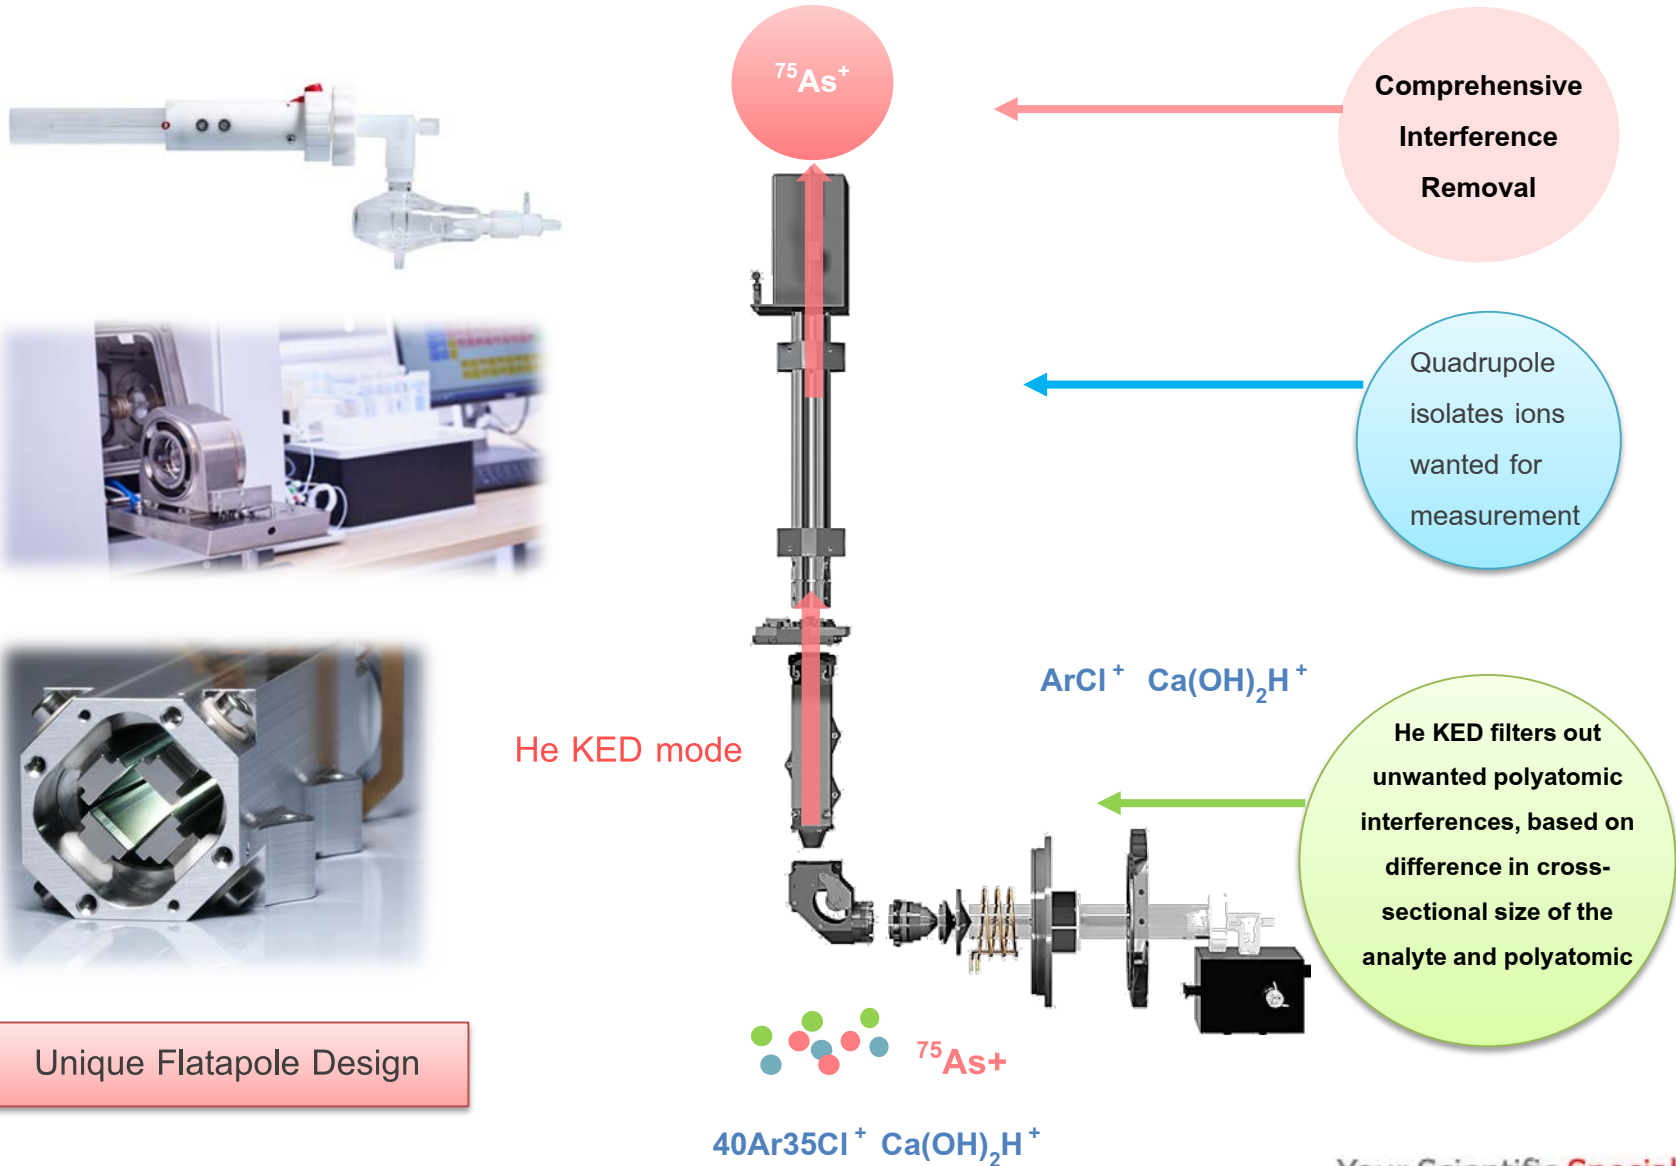 ⁷⁵As⁺
Comprehensive
Interference
Removal
Quadrupole
isolates ions
wanted for
measurement
ArCl⁺ Ca(OH)₂H⁺
He KED mode
He KED filters out
unwanted polyatomic
interferences, based on
difference in cross-
sectional size of the
analyte and polyatomic
Unique Flatapole Design
⁷⁵As+
40Ar35Cl⁺ Ca(OH)₂H⁺
Your Scientific